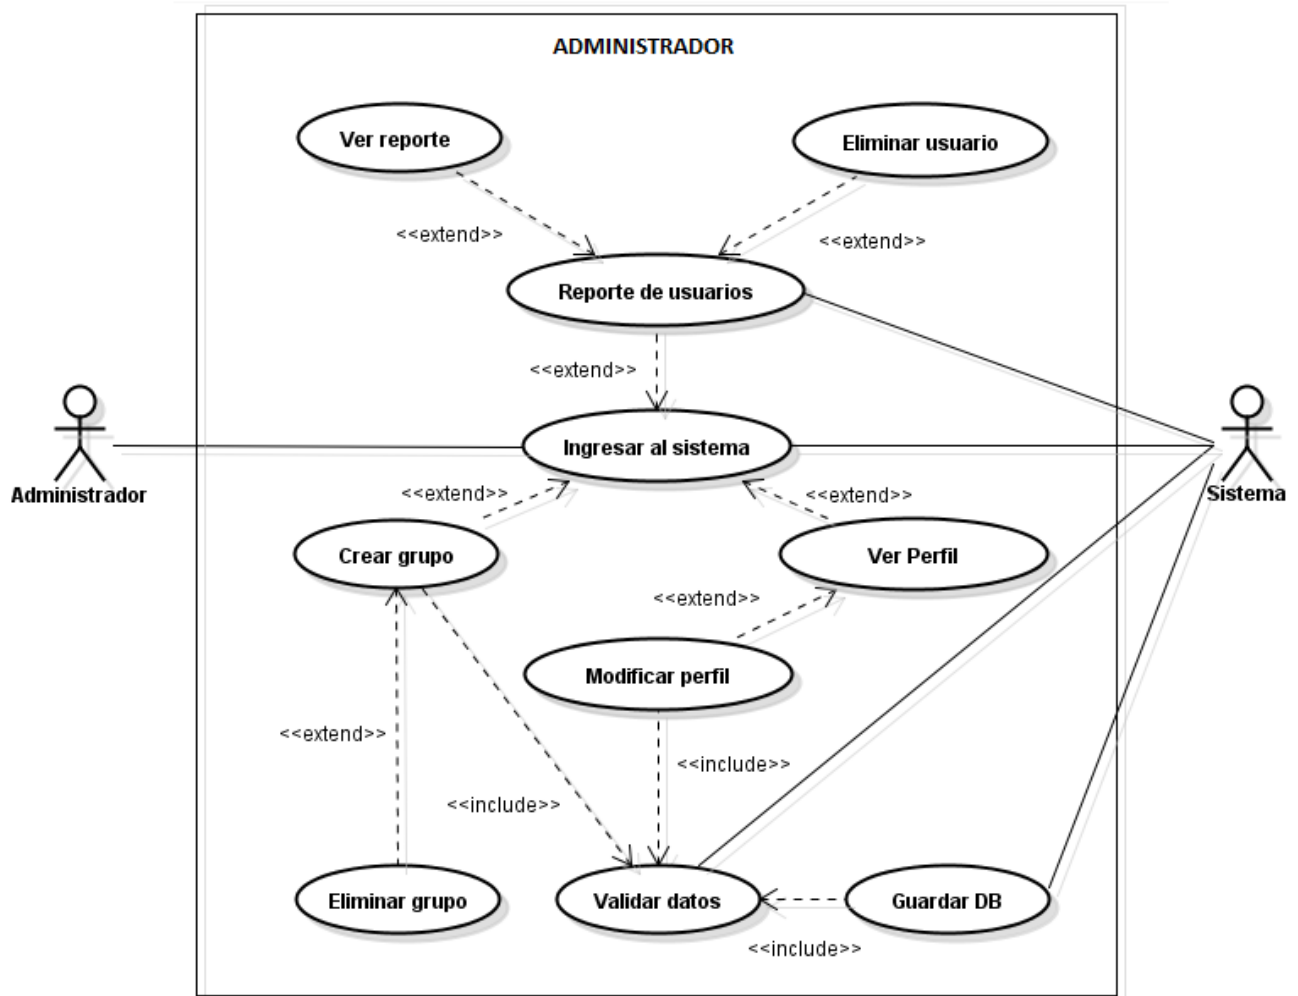 ADMINISTRADOR
Ver reporte
Eliminar usuario
<<extend>>
<<extend>>
Reporte de usuarios
<<extend>>
Ingresar al sistema
Administrador
Sistema
<<extend>>
<<extend>>
Crear grupo
Ver Perfil
<<extend>>
Modificar perfil
<<extend>>
<<include>>
<<include>>
Eliminar grupo
Validar datos
Guardar DB
<<include>>